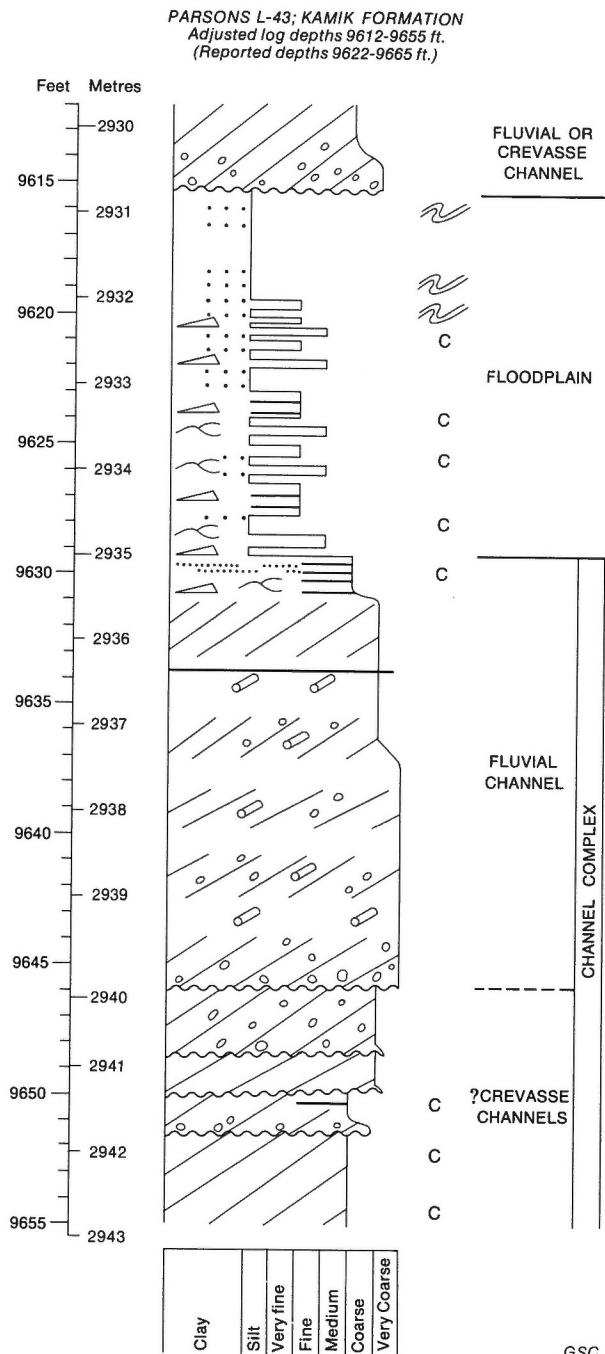 PARSONS L-43; KAMIK FORMATION
Adjusted log depths 9612-9655 ft.
(Reported depths 9622-9665 ft.)
Feet Metres
2930
9615
2931
2932
9620
2933
9625
2934
2935
9630
2936
9635
2937
2938
9640
2939
9645
2940
2941
9650
2942
9655
2943
FLUVIAL OR
CREVASSE
CHANNEL
C
FLOODPLAIN
C
C
C
C
FLUVIAL
CHANNEL
CHANNEL COMPLEX
C
?CREVASSE
CHANNELS
C
C
Clay
Silt
Very fine
Fine
Medium
Coarse
Very Coarse
GSC